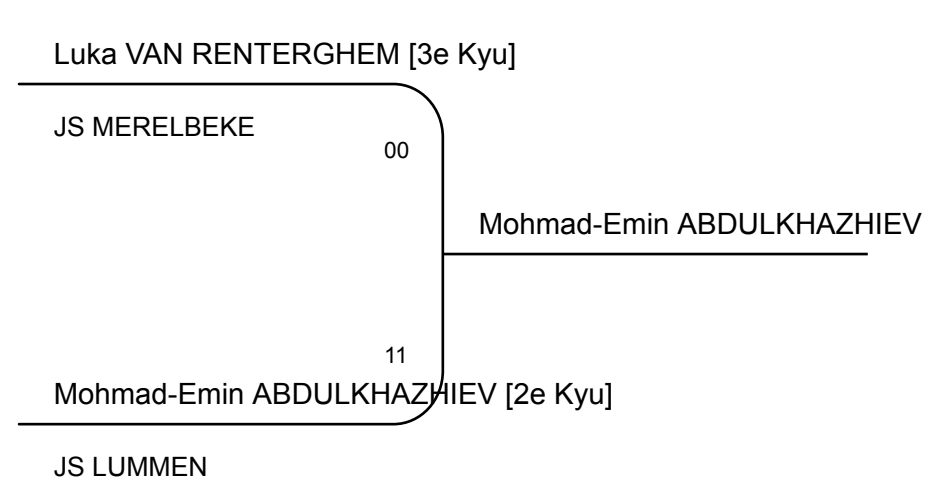 Luka VAN RENTERGHEM [3e Kyu]
JS MERELBEKE
00
Mohmad-Emin ABDULKHAZHIEV
11
Mohmad-Emin ABDULKHAZHIEV [2e Kyu]
JS LUMMEN